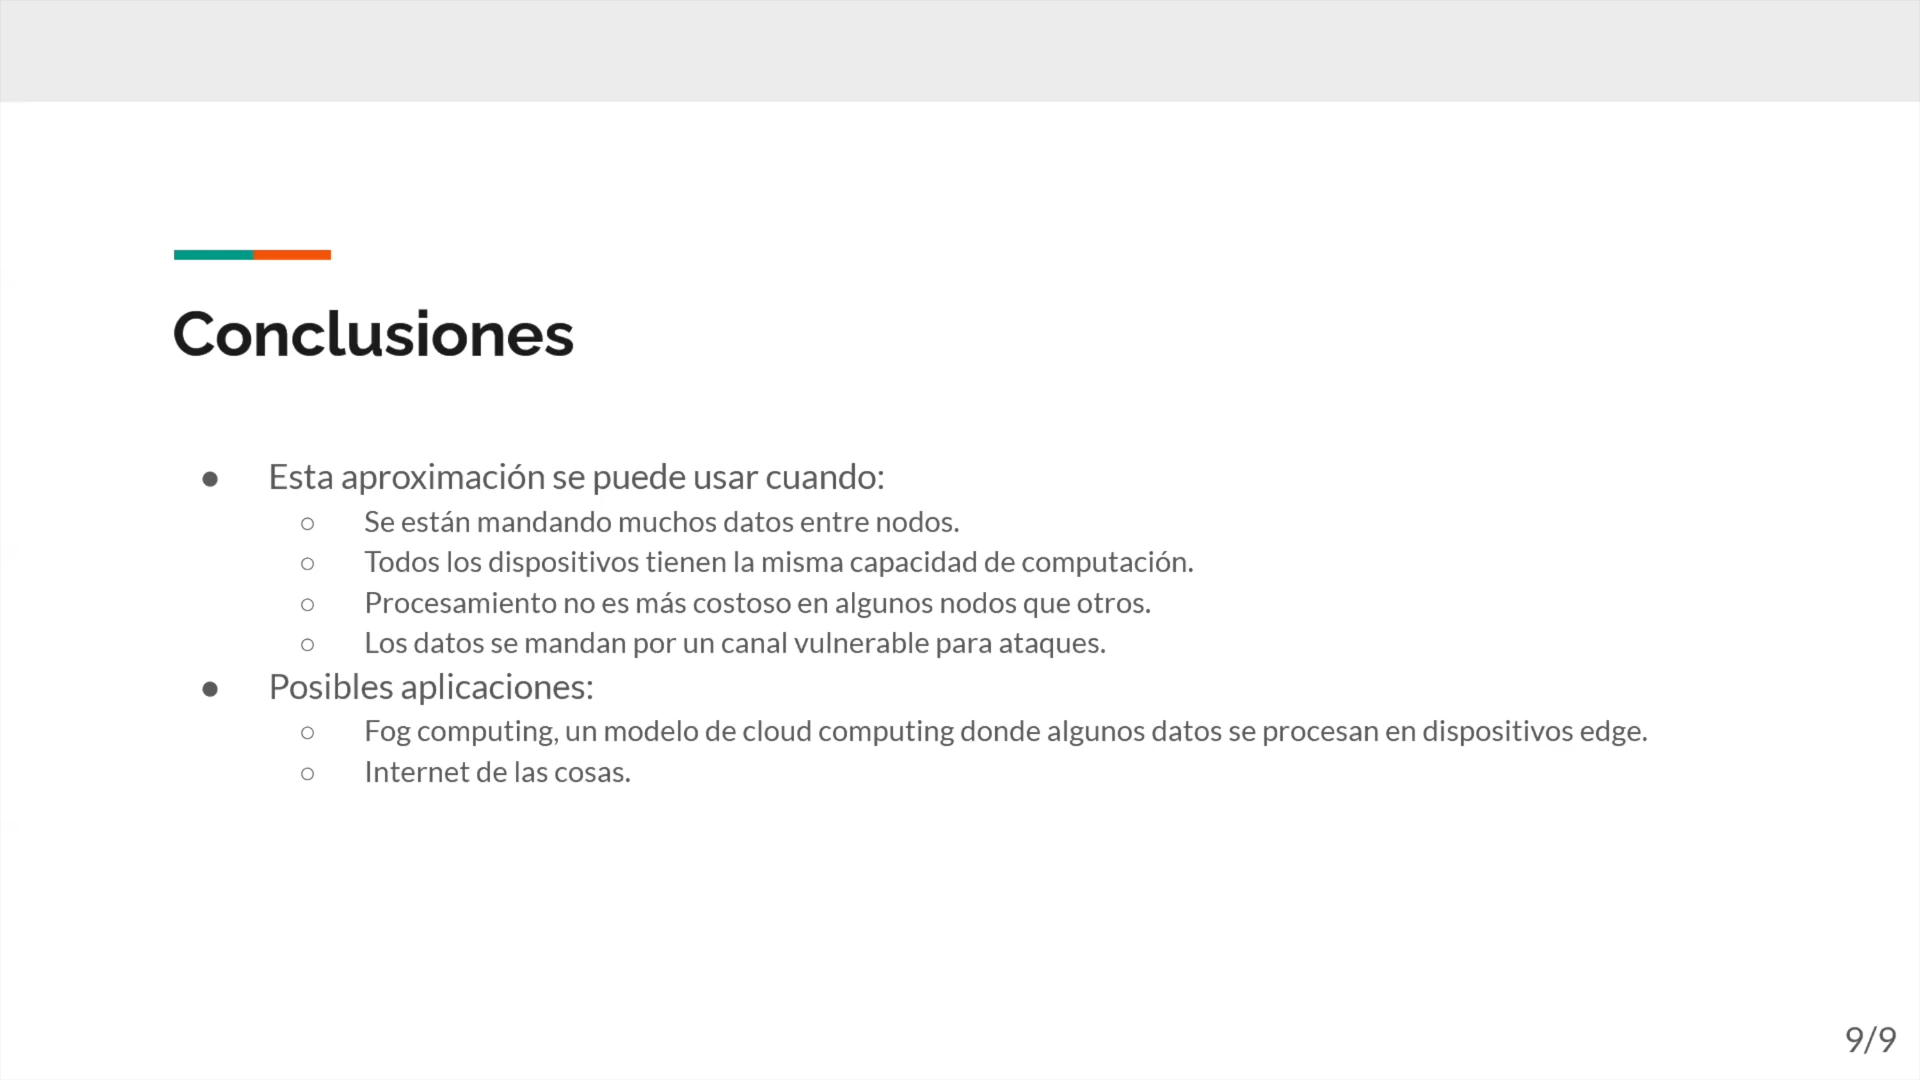 Conclusiones
● Esta aproximación se puede usar cuando:
○ Se están mandando muchos datos entre nodos.
○ Todos los dispositivos tienen la misma capacidad de computación.
○ Procesamiento no es más costoso en algunos nodos que otros.
○ Los datos se mandan por un canal vulnerable para ataques.
● Posibles aplicaciones:
○ Fog computing, un modelo de cloud computing donde algunos datos se procesan en dispositivos edge.
○ Internet de las cosas.
9/9